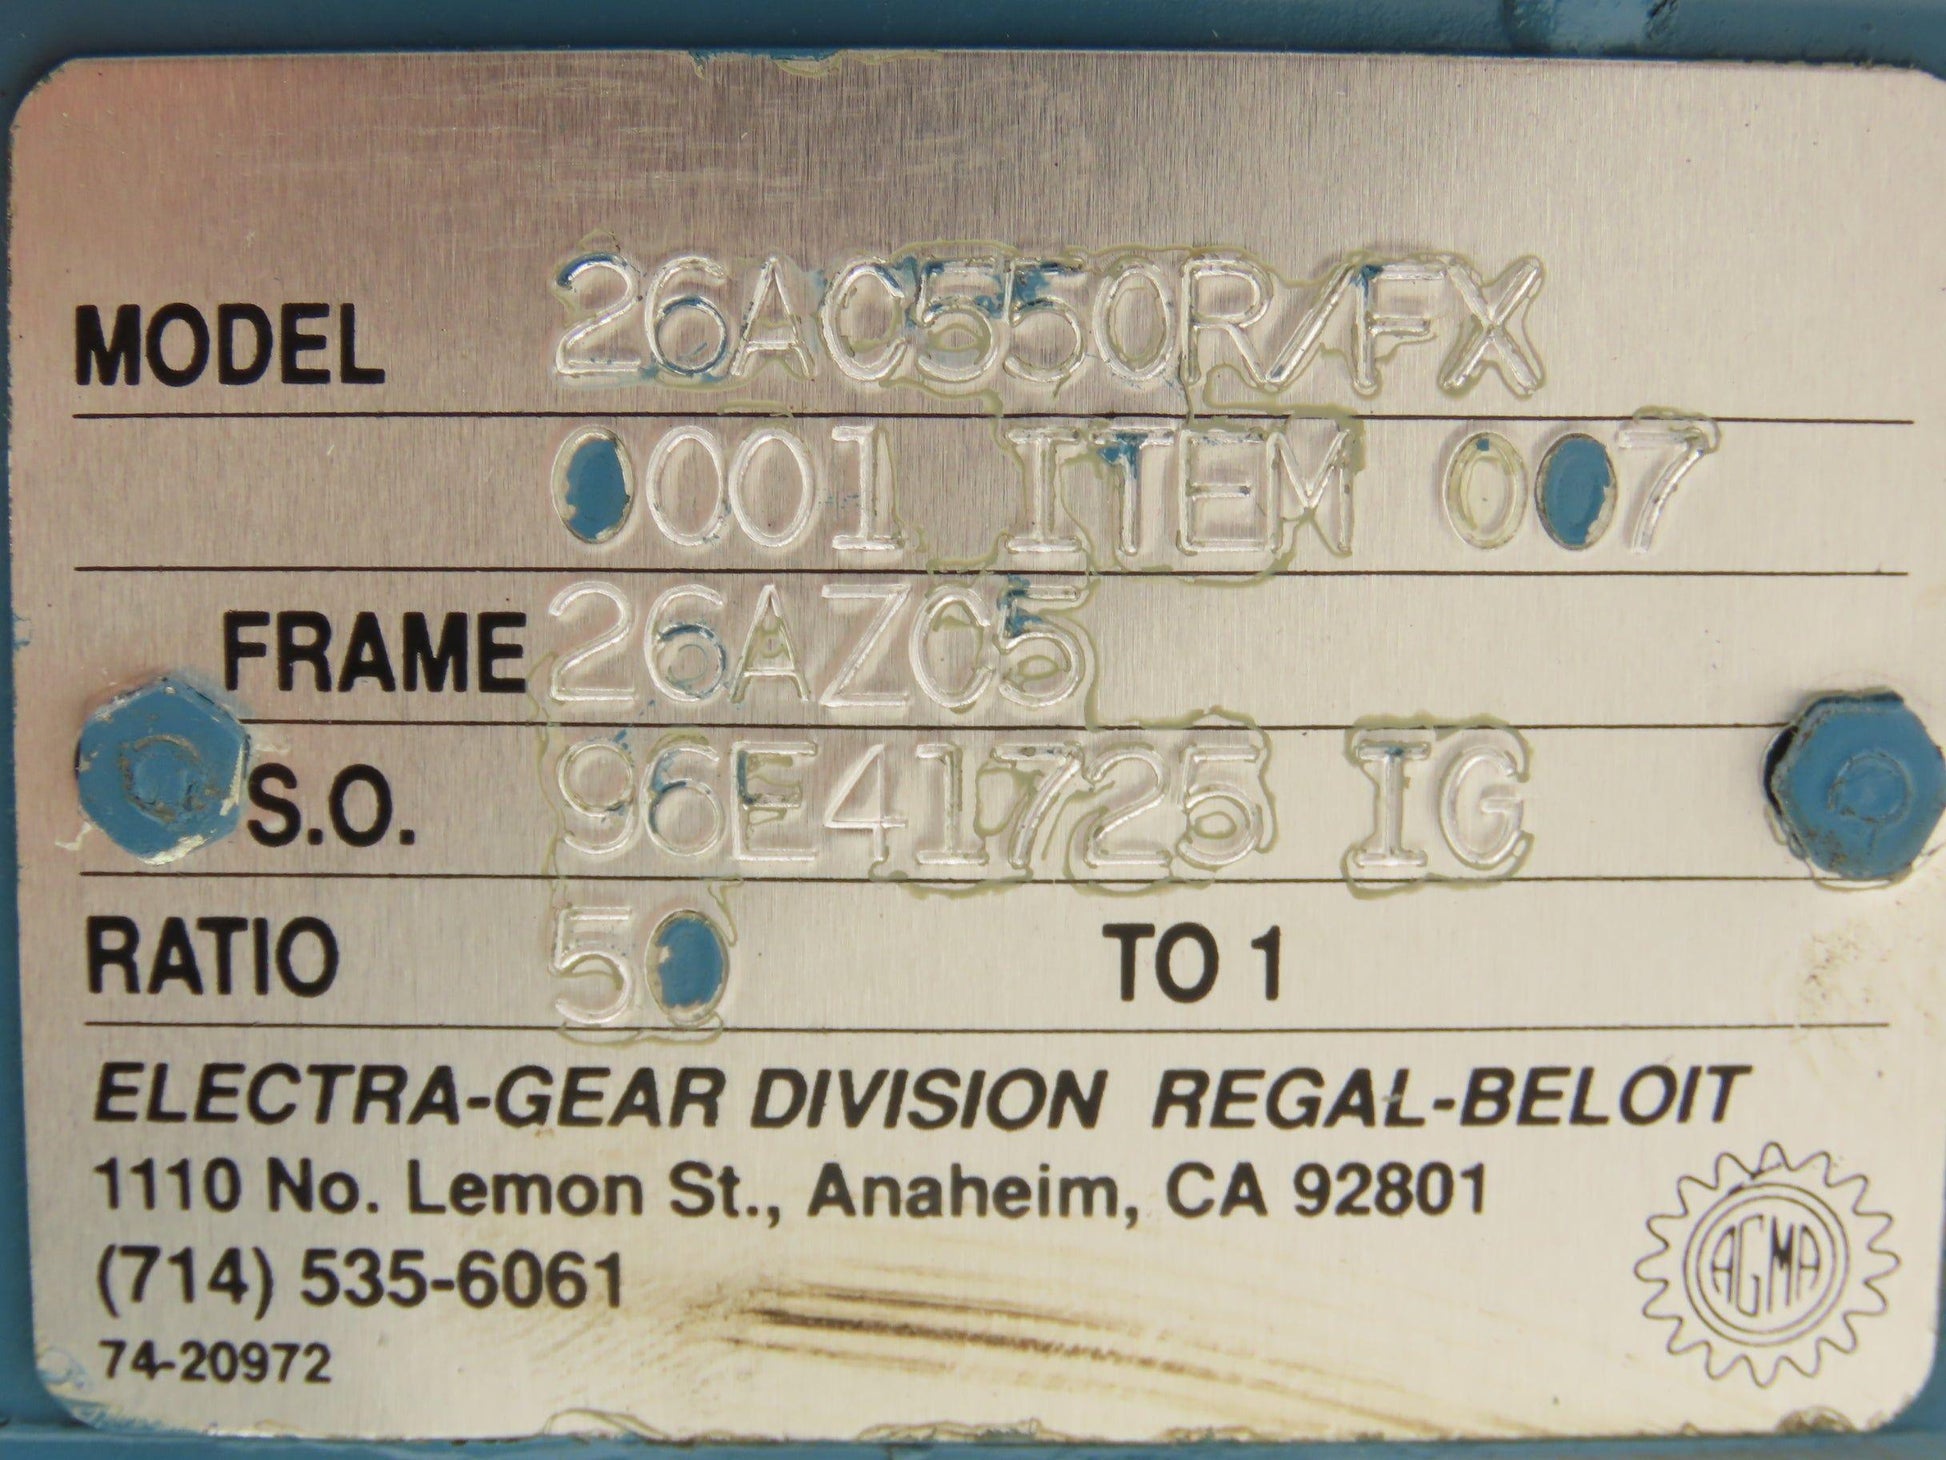 MODEL 26AC550R/FX
0001 ITEM 007
FRAME 26AZC5
S.O. 96E41725 IG
RATIO 50 TO 1
ELECTRA-GEAR DIVISION REGAL-BELOIT
1110 No. Lemon St., Anaheim, CA 92801
(714) 535-6061
AGMA
74-20972